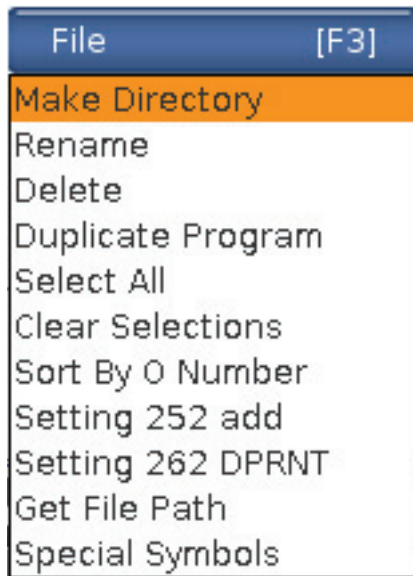 File [F3]
Make Directory
Rename
Delete
Duplicate Program
Select All
Clear Selections
Sort By O Number
Setting 252 add
Setting 262 DPRNT
Get File Path
Special Symbols